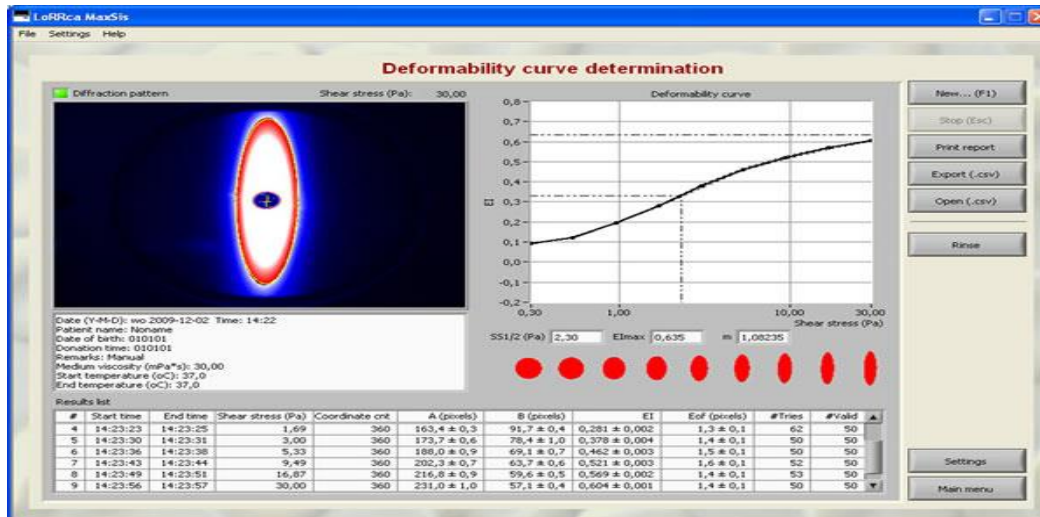 LoRRca MaxSis
File Settings Help
Deformability curve determination
Diffraction pattern Shear stress (Pa): 30,00
Deformability curve
0,8
0,7
0,6
0,5
0,4
0,3
0,2
0,1
0,0
-0,1
-0,2
EI
0,30 1,00 10,00 30,00
Shear stress (Pa)
SS1/2 (Pa) 2,30 EImax 0,635 m 1,08235
Date (Y-M-D): wo 2009-12-02 Time: 14:22
Patient name: Noname
Date of birth: 010101
Donation time: 010101
Remarks: Manual
Medium viscosity (mPa*s): 30,00
Start temperature (oC): 37,0
End temperature (oC): 37,0
Results list
# Start time End time Shear stress (Pa) Coordinate cnt A (pixels) B (pixels) EI Eof (pixels) #Tries #Valid
4 14:23:23 14:23:25 1,69 360 163,4 ± 0,3 91,7 ± 0,4 0,281 ± 0,002 1,3 ± 0,1 62 50
5 14:23:30 14:23:31 3,00 360 173,7 ± 0,6 78,4 ± 1,0 0,378 ± 0,004 1,4 ± 0,1 50 50
6 14:23:36 14:23:38 5,33 360 188,0 ± 0,9 69,1 ± 0,7 0,462 ± 0,003 1,5 ± 0,1 50 50
7 14:23:43 14:23:44 9,49 360 202,3 ± 0,7 63,7 ± 0,6 0,521 ± 0,003 1,6 ± 0,1 52 50
8 14:23:49 14:23:51 16,87 360 216,8 ± 0,9 59,6 ± 0,5 0,569 ± 0,002 1,4 ± 0,1 53 50
9 14:23:56 14:23:57 30,00 360 231,0 ± 1,0 57,1 ± 0,4 0,604 ± 0,001 1,4 ± 0,1 50 50
New... (F1)
Stop (Esc)
Print report
Export (.csv)
Open (.csv)
Rinse
Settings
Main menu